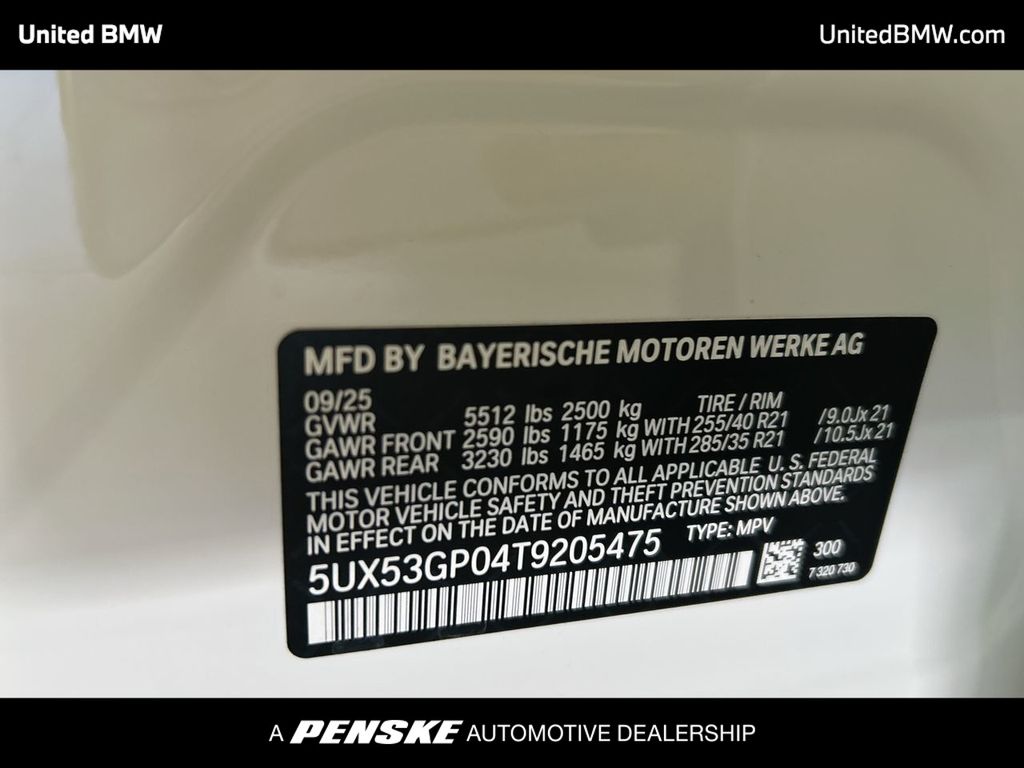 United BMW
UnitedBMW.com
MFD BY BAYERISCHE MOTOREN WERKE AG
09/25
TIRE / RIM
GVWR 5512 lbs 2500 kg
GAWR FRONT 2590 lbs 1175 kg WITH 255/40 R21 /9.0Jx 21
GAWR REAR 3230 lbs 1465 kg WITH 285/35 R21 /10.5Jx 21
THIS VEHICLE CONFORMS TO ALL APPLICABLE U. S. FEDERAL
MOTOR VEHICLE SAFETY AND THEFT PREVENTION STANDARDS
IN EFFECT ON THE DATE OF MANUFACTURE SHOWN ABOVE.
5UX53GP04T9205475 TYPE: MPV
300
7 320 730
A PENSKE AUTOMOTIVE DEALERSHIP